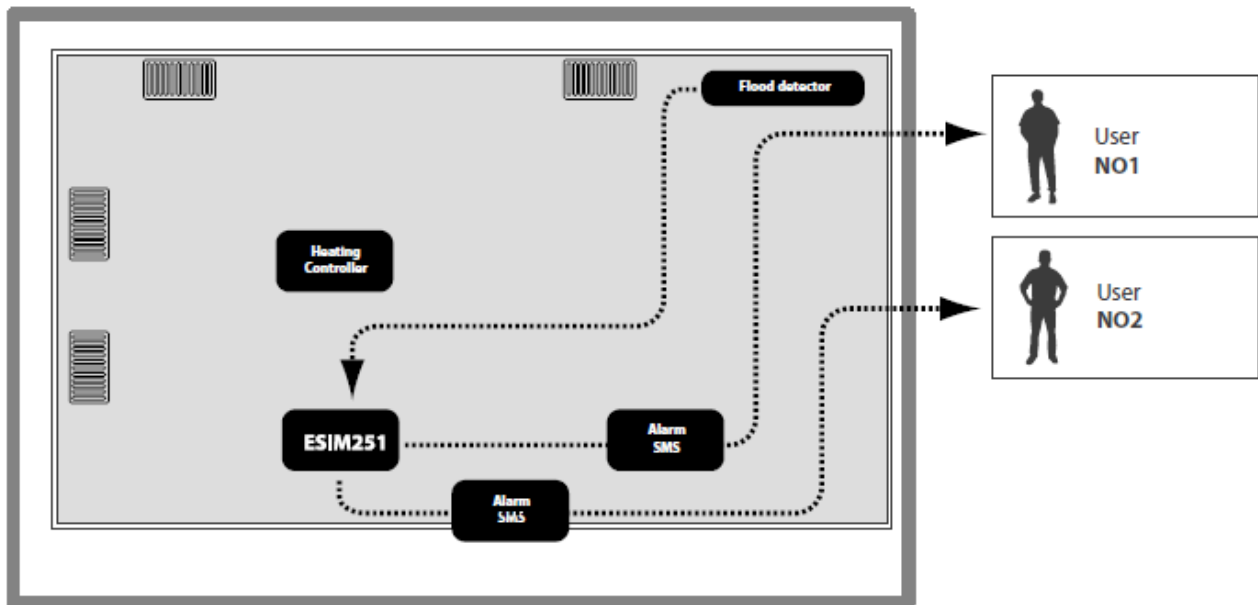 Flood detector
User
NO1
Heating
Controller
User
NO2
ESIM251
Alarm
SMS
Alarm
SMS